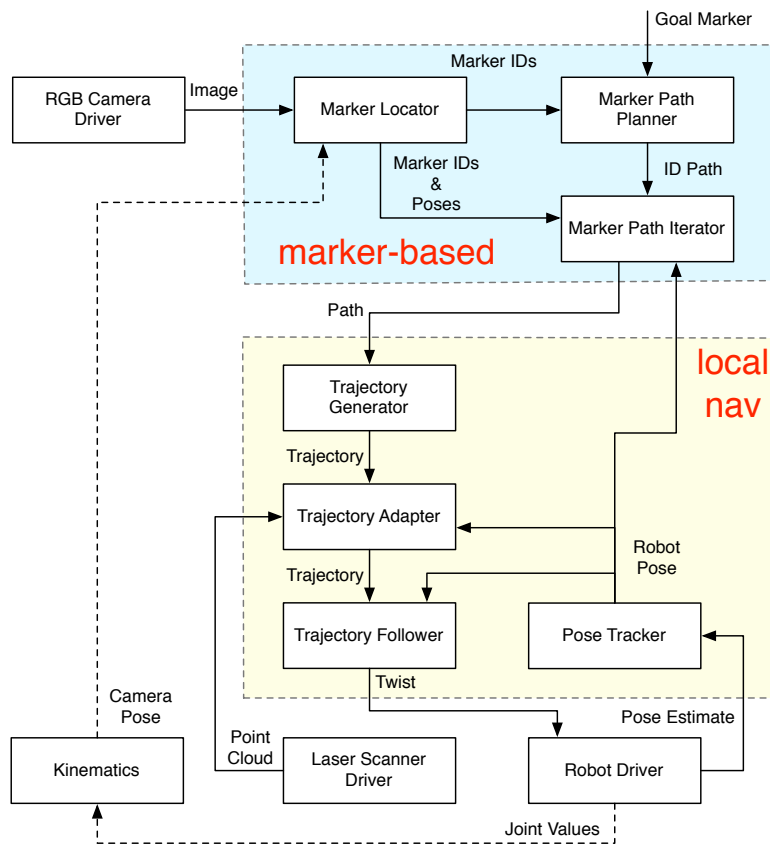 Goal Marker
Marker IDs
Image
RGB Camera
Driver
Marker Locator
Marker Path
Planner
Marker IDs
&
Poses
ID Path
Marker Path Iterator
marker-based
Path
local
nav
Trajectory
Generator
Trajectory
Trajectory Adapter
Robot
Pose
Trajectory
Trajectory Follower
Pose Tracker
Twist
Camera
Pose
Point
Cloud
Pose Estimate
Kinematics
Laser Scanner
Driver
Robot Driver
Joint Values